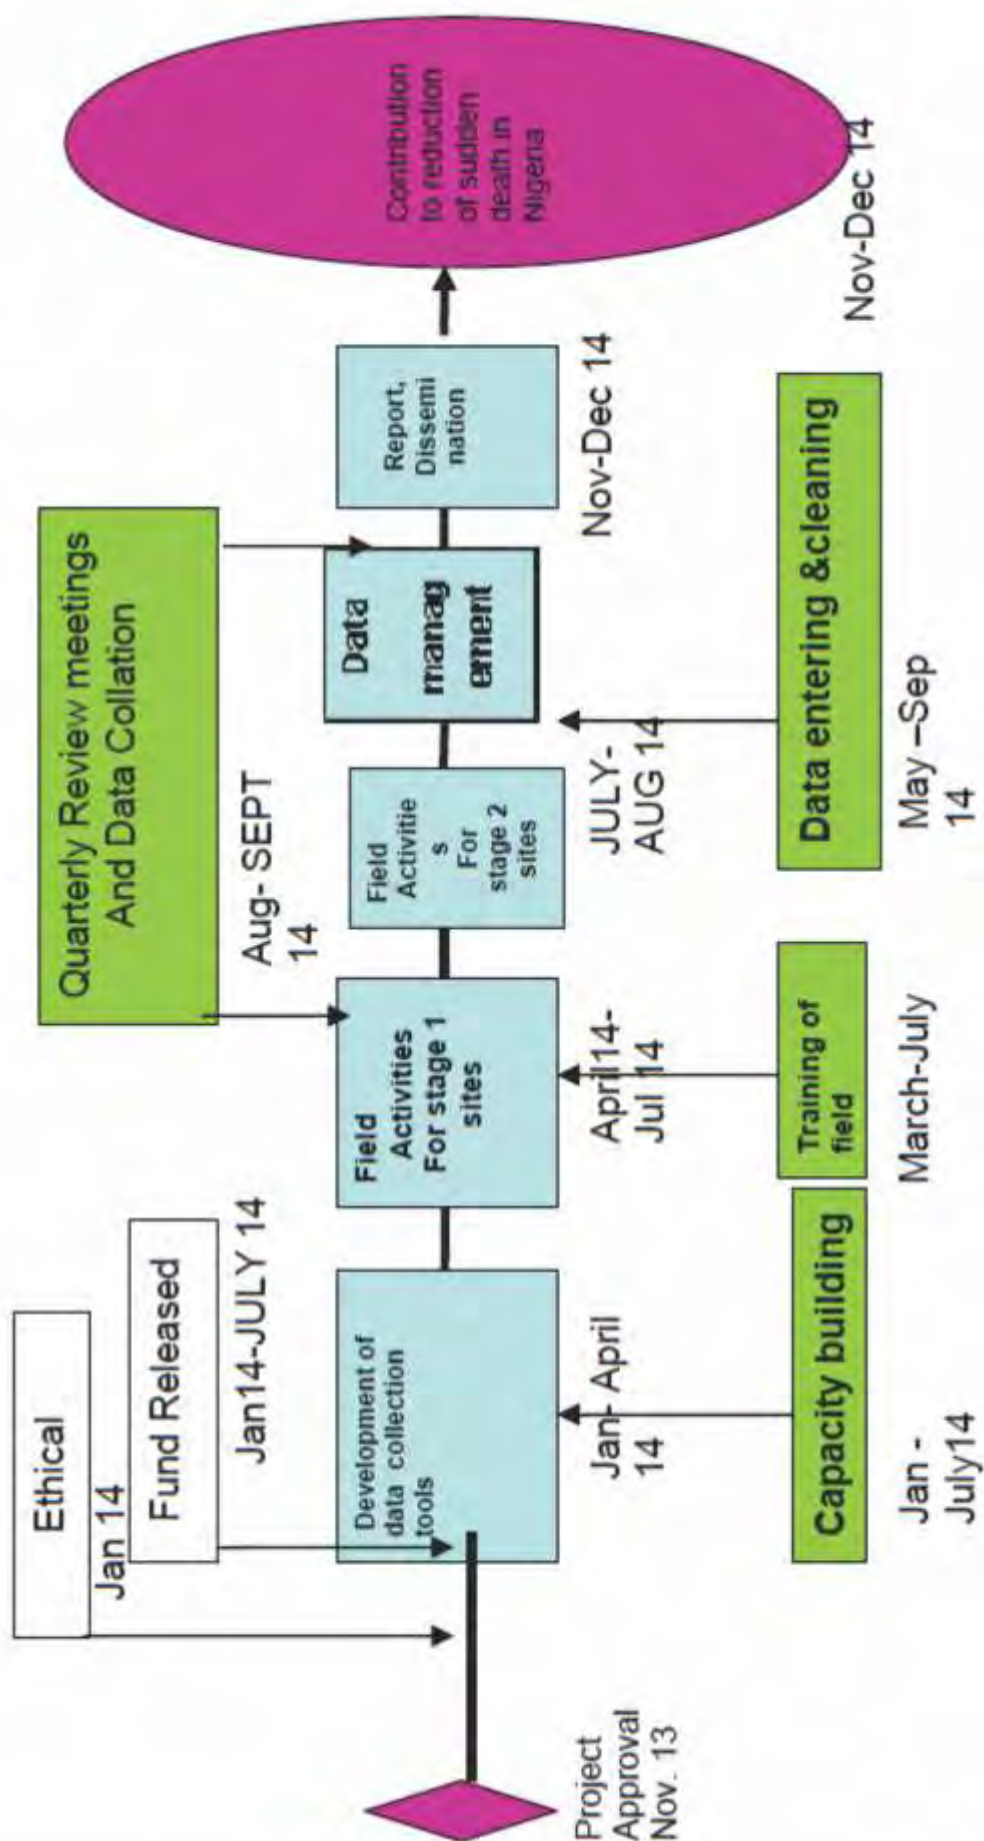 Ethical
Jan 14
Fund Released
Jan14-JULY 14
Quarterly Review meetings
And Data Collation
Aug- SEPT
14
Project
Approval
Nov. 13
Development of
data collection
tools
Jan- April
14
Field
Activities
For stage 1
sites
April14-
Jul 14
Field
Activitie
s
For
stage 2
sites
JULY-
AUG 14
Data
manag
ement
Report,
Dissemi
nation
Nov-Dec 14
Contribution
to reduction
of sudden
death in
Nigeria
Nov-Dec 14
Capacity building
Jan -
July14
Training of
field
March-July
Data entering &cleaning
May –Sep
14